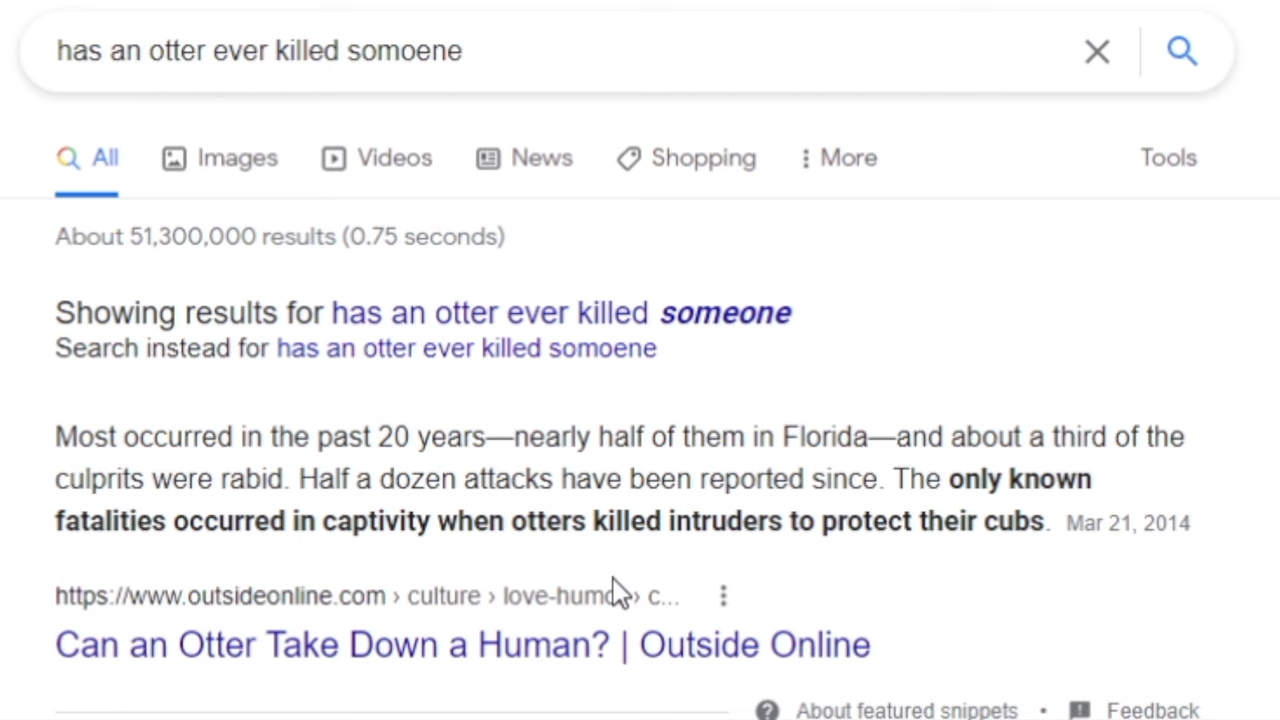 has an otter ever killed somoene
All Images Videos News Shopping More Tools
About 51,300,000 results (0.75 seconds)
Showing results for has an otter ever killed someone
Search instead for has an otter ever killed somoene
Most occurred in the past 20 years—nearly half of them in Florida—and about a third of the
culprits were rabid. Half a dozen attacks have been reported since. The only known
fatalities occurred in captivity when otters killed intruders to protect their cubs. Mar 21, 2014
https://www.outsideonline.com › culture › › c...
Can an Otter Take Down a Human? | Outside Online
About featured snippets • Feedback